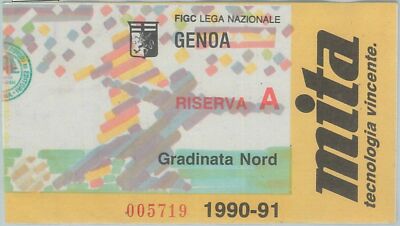 FIGC LEGA NAZIONALE
GENOA
RISERVA A
Gradinata Nord
005719 1990-91
mita
tecnologia vincente.